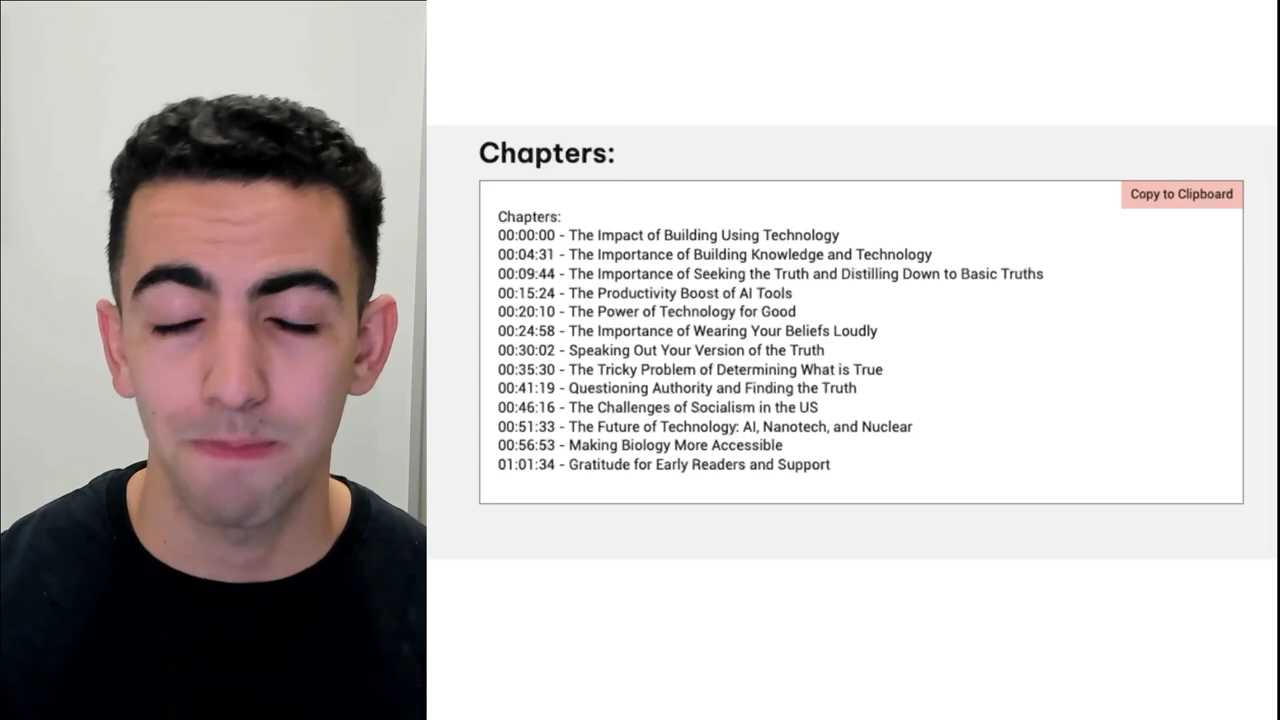 Chapters:
Copy to Clipboard
Chapters:
00:00:00 - The Impact of Building Using Technology
00:04:31 - The Importance of Building Knowledge and Technology
00:09:44 - The Importance of Seeking the Truth and Distilling Down to Basic Truths
00:15:24 - The Productivity Boost of AI Tools
00:20:10 - The Power of Technology for Good
00:24:58 - The Importance of Wearing Your Beliefs Loudly
00:30:02 - Speaking Out Your Version of the Truth
00:35:30 - The Tricky Problem of Determining What is True
00:41:19 - Questioning Authority and Finding the Truth
00:46:16 - The Challenges of Socialism in the US
00:51:33 - The Future of Technology: AI, Nanotech, and Nuclear
00:56:53 - Making Biology More Accessible
01:01:34 - Gratitude for Early Readers and Support